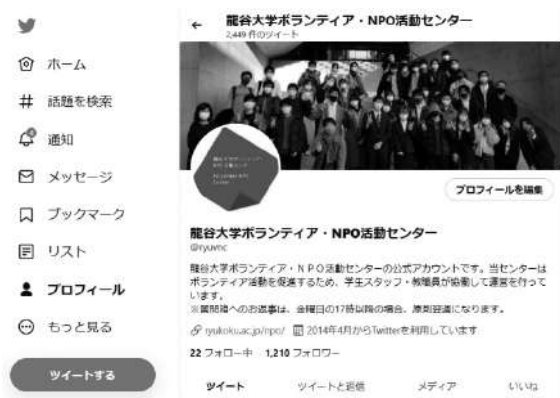 ホーム
# 話題を検索
通知
メッセージ
ブックマーク
リスト
プロフィール
もっと見る
ツイートする
← 龍谷大学ボランティア・NPO活動センター
2,449 件のツイート
プロフィールを編集
龍谷大学ボランティア・NPO活動センター
@ryuvnc
龍谷大学ボランティア・NPO活動センターの公式アカウントです。当センターは
ボランティア活動を促進するため、学生スタッフ・教職員が協働して運営を行って
います。
※質問等へのお返事は、金曜日の17時以降の場合、原則翌週になります。
ryukoku.ac.jp/npo/ 2014年4月からTwitterを利用しています
22 フォロー中 1,210 フォロワー
ツイート ツイートと返信 メディア いいね